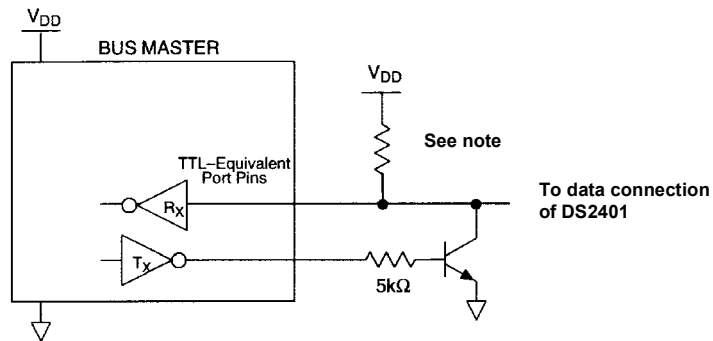 VDD
BUS MASTER
VDD
See note
TTL–Equivalent
Port Pins
RX
To data connection
of DS2401
TX
5kΩ